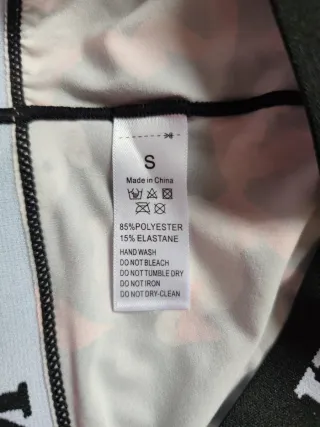 S
Made in China
85%POLYESTER
15% ELASTANE
HAND WASH
DO NOT BLEACH
DO NOT TUMBLE DRY
DO NOT IRON
DO NOT DRY-CLEAN